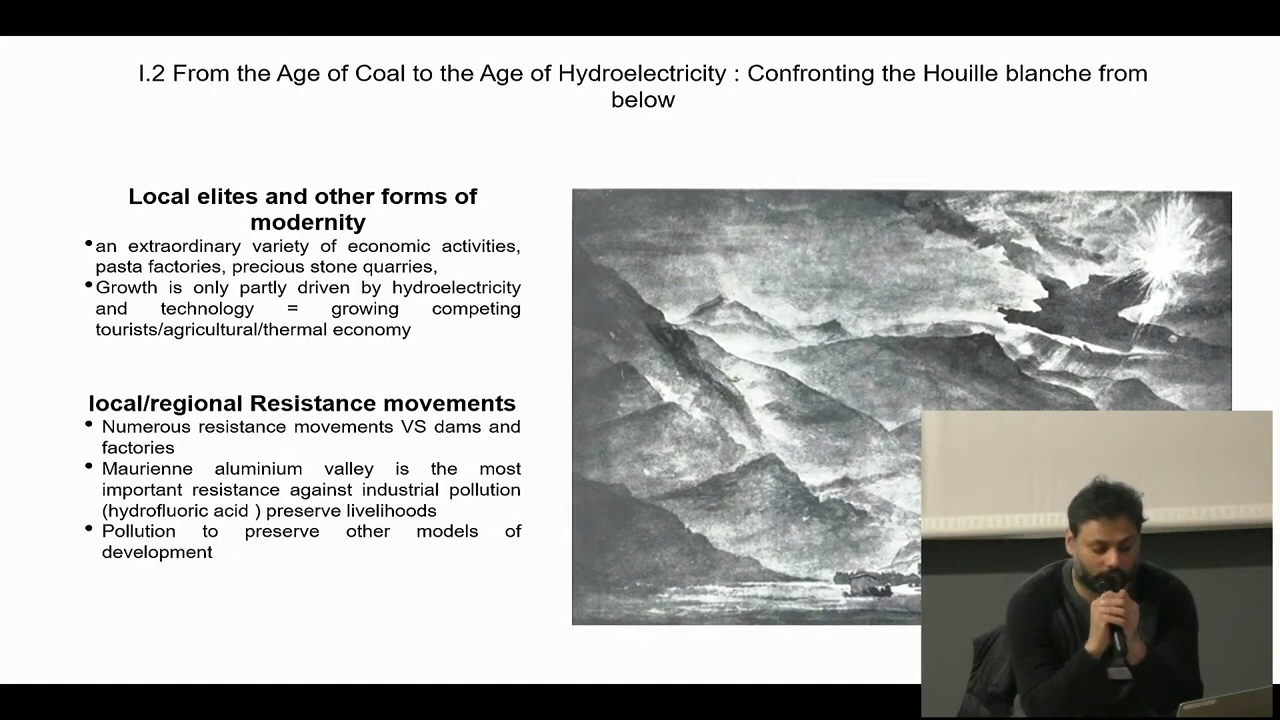 I.2 From the Age of Coal to the Age of Hydroelectricity : Confronting the Houille blanche from
below
Local elites and other forms of
modernity
•an extraordinary variety of economic activities,
pasta factories, precious stone quarries,
•Growth is only partly driven by hydroelectricity
and technology = growing competing
tourists/agricultural/thermal economy
local/regional Resistance movements
• Numerous resistance movements VS dams and
factories
• Maurienne aluminium valley is the most
important resistance against industrial pollution
(hydrofluoric acid ) preserve livelihoods
• Pollution to preserve other models of
development